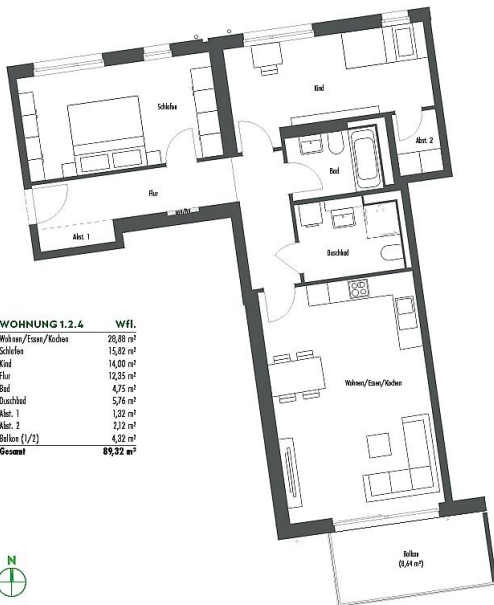 Schlafen
Kind
Abst. 2
Bad
Flur
Abst. 1
Duschbad
WOHNUNG 1.2.4 Wfl.
Wohnen/Essen/Kochen 28,88 m²
Schlafen 15,82 m²
Kind 14,00 m²
Flur 12,35 m²
Bad 4,75 m²
Duschbad 5,76 m²
Abst. 1 1,32 m²
Abst. 2 2,12 m²
Balkon (1/2) 4,32 m²
Gesamt 89,32 m²
Wohnen/Essen/Kochen
Balkon
(8,64 m²)
N